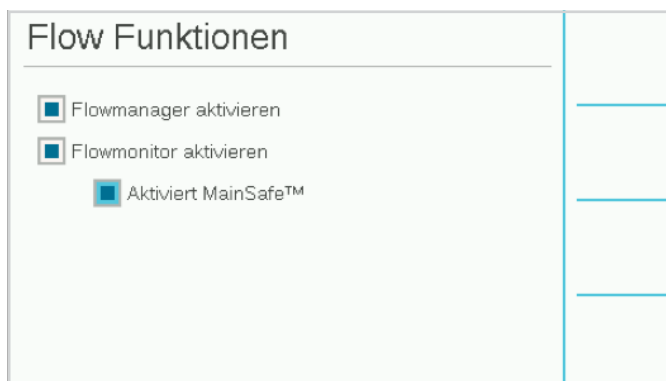 Flow Funktionen
Flowmanager aktivieren
Flowmonitor aktivieren
Aktiviert MainSafe™